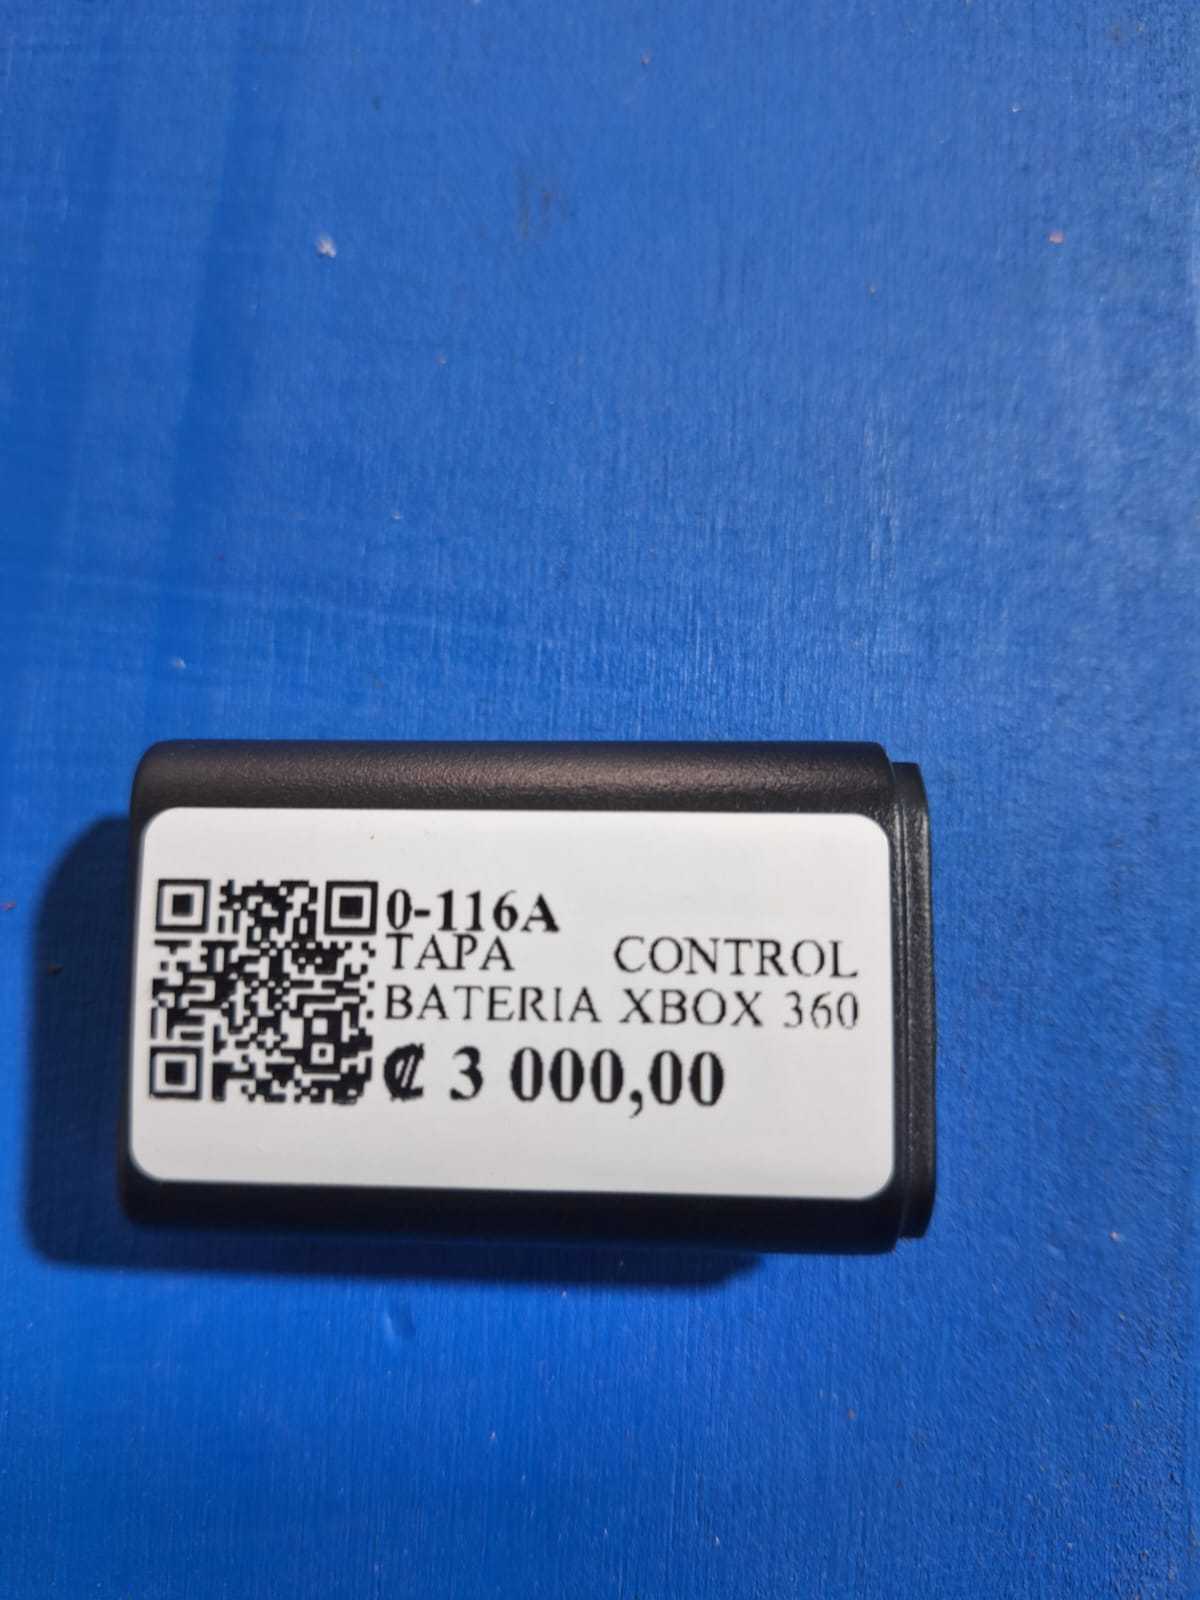 0-116A
TAPA CONTROL
BATERIA XBOX 360
₡ 3 000,00